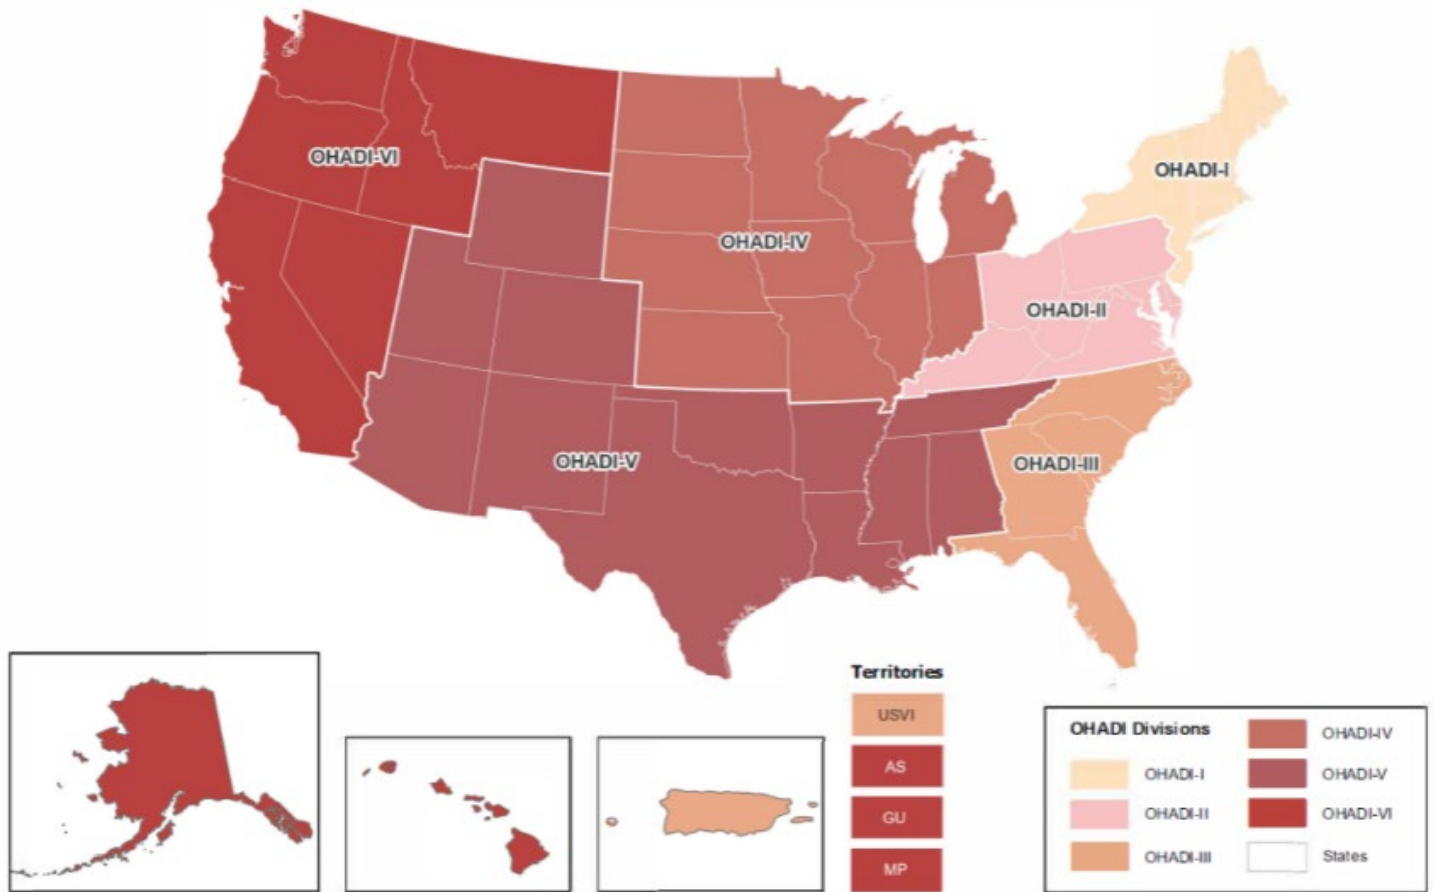 OHADI-VI
OHADI-I
OHADI-IV
OHADI-II
OHADI-V
OHADI-III
Territories
USVI
AS
GU
MP
OHADI Divisions
OHADI-I
OHADI-II
OHADI-III
OHADI-IV
OHADI-V
OHADI-VI
States